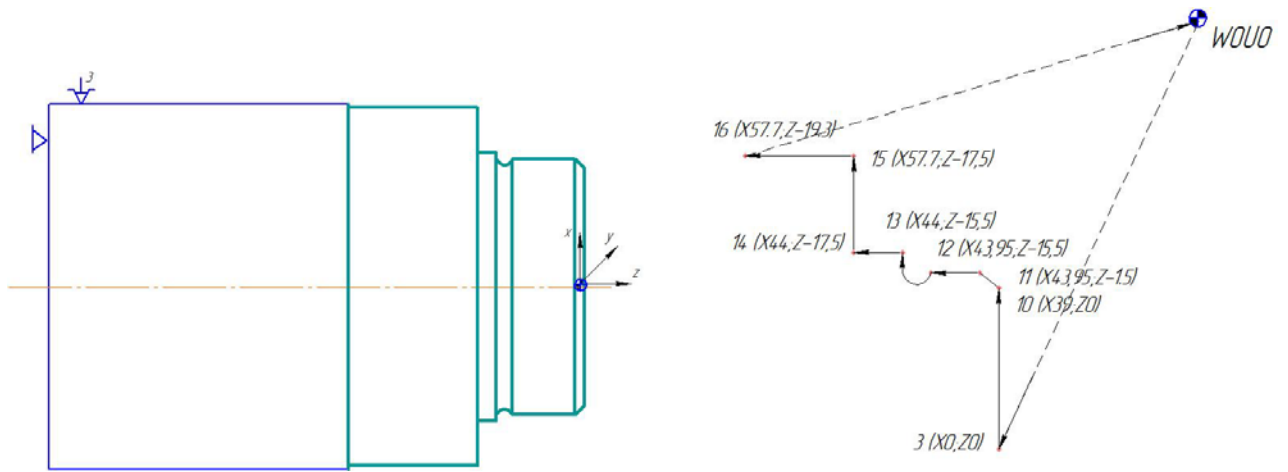 3
x
y
z
W0U0
16 (X57.7;Z-19.3)
15 (X57.7;Z-17,5)
13 (X44;Z-15,5)
14 (X44;Z-17,5)
12 (X43,95;Z-15,5)
11 (X43,95;Z-1.5)
10 (X39;Z0)
3 (X0;Z0)